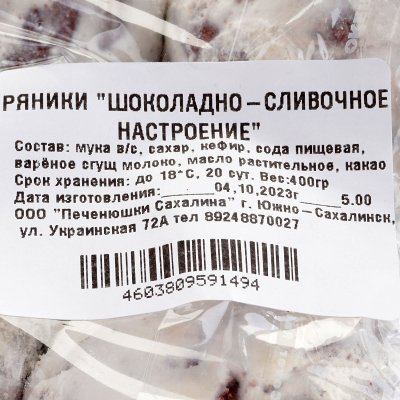 РЯНИКИ "ШОКОЛАДНО-СЛИВОЧНОЕ
НАСТРОЕНИЕ"
Состав: мука в/с, сахар, кефир, сода пищевая,
варёное сгущ молоко, масло растительное, какао
Срок хранения: до 18°С, 20 сут. Вес:400гр
Дата изготовления:_______04,10,2023г_____5.00
ООО "Печенюшки Сахалина" г. Южно-Сахалинск,
ул. Украинская 72А тел 89248870027
4603809591494